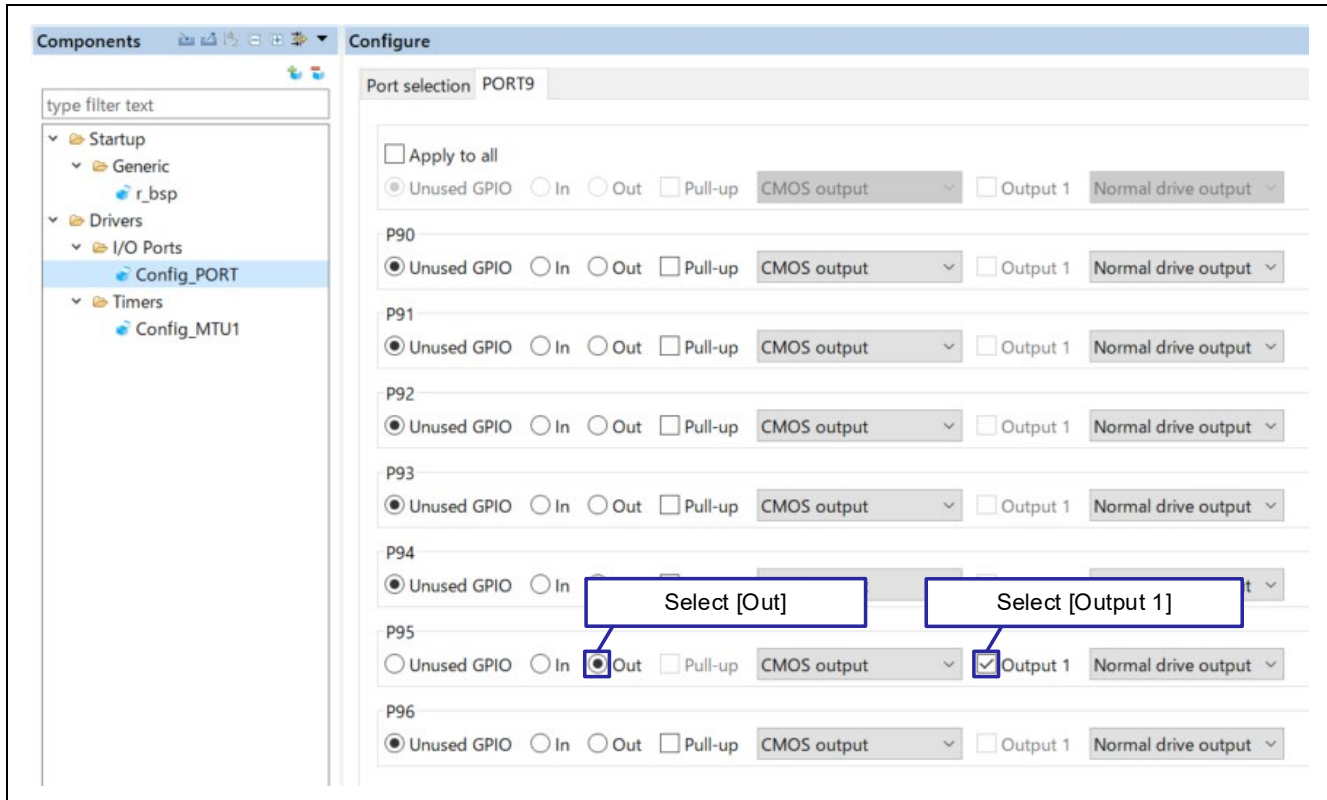 Components
Configure
type filter text
Startup
Generic
r_bsp
Drivers
I/O Ports
Config_PORT
Timers
Config_MTU1
Port selection PORT9
Apply to all
Unused GPIO In Out Pull-up CMOS output Output 1 Normal drive output
P90
Unused GPIO In Out Pull-up CMOS output Output 1 Normal drive output
P91
Unused GPIO In Out Pull-up CMOS output Output 1 Normal drive output
P92
Unused GPIO In Out Pull-up CMOS output Output 1 Normal drive output
P93
Unused GPIO In Out Pull-up CMOS output Output 1 Normal drive output
P94
Unused GPIO In
Select [Out]
Select [Output 1]
P95
Unused GPIO In Out Pull-up CMOS output Output 1 Normal drive output
P96
Unused GPIO In Out Pull-up CMOS output Output 1 Normal drive output